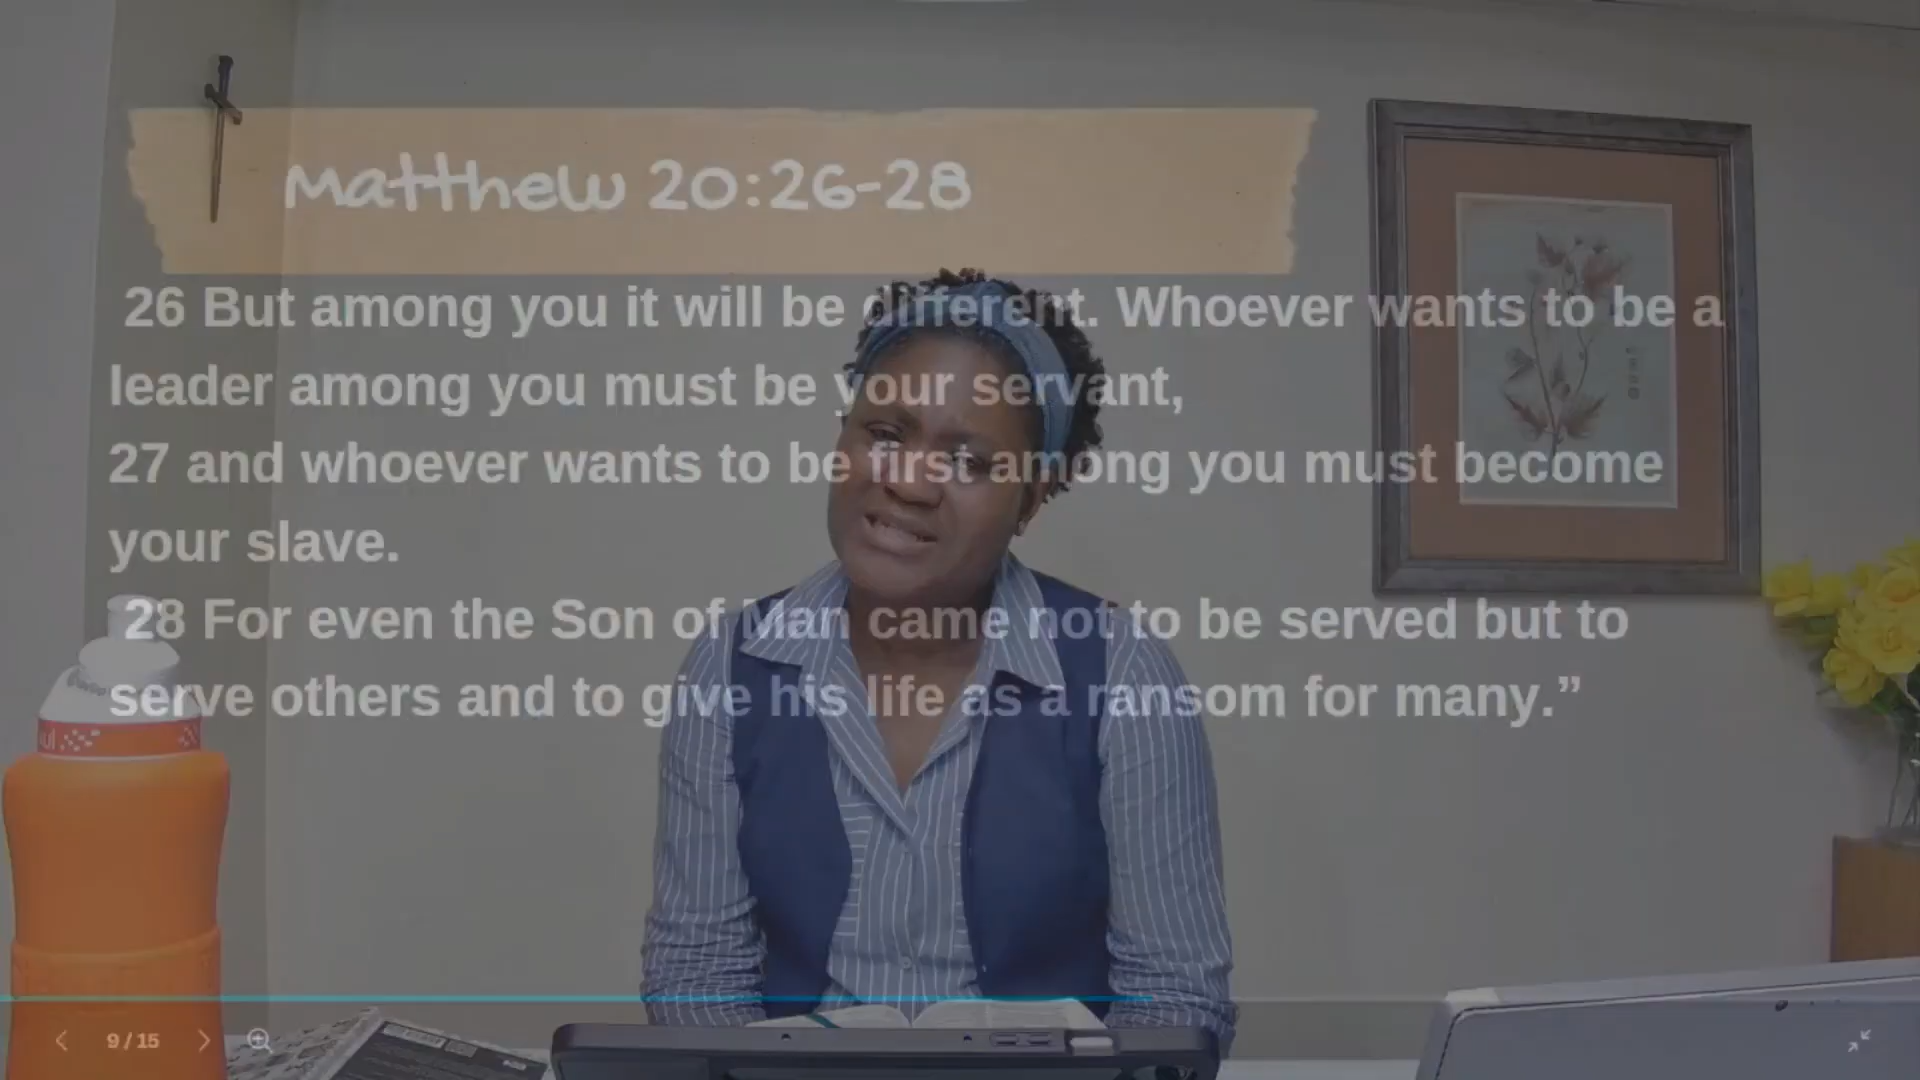 Matthew 20:26-28
26 But among you it will be different. Whoever wants to be a
leader among you must be your servant,
27 and whoever wants to be first among you must become
your slave.
28 For even the Son of Man came not to be served but to
serve others and to give his life as a ransom for many.”
9 / 15